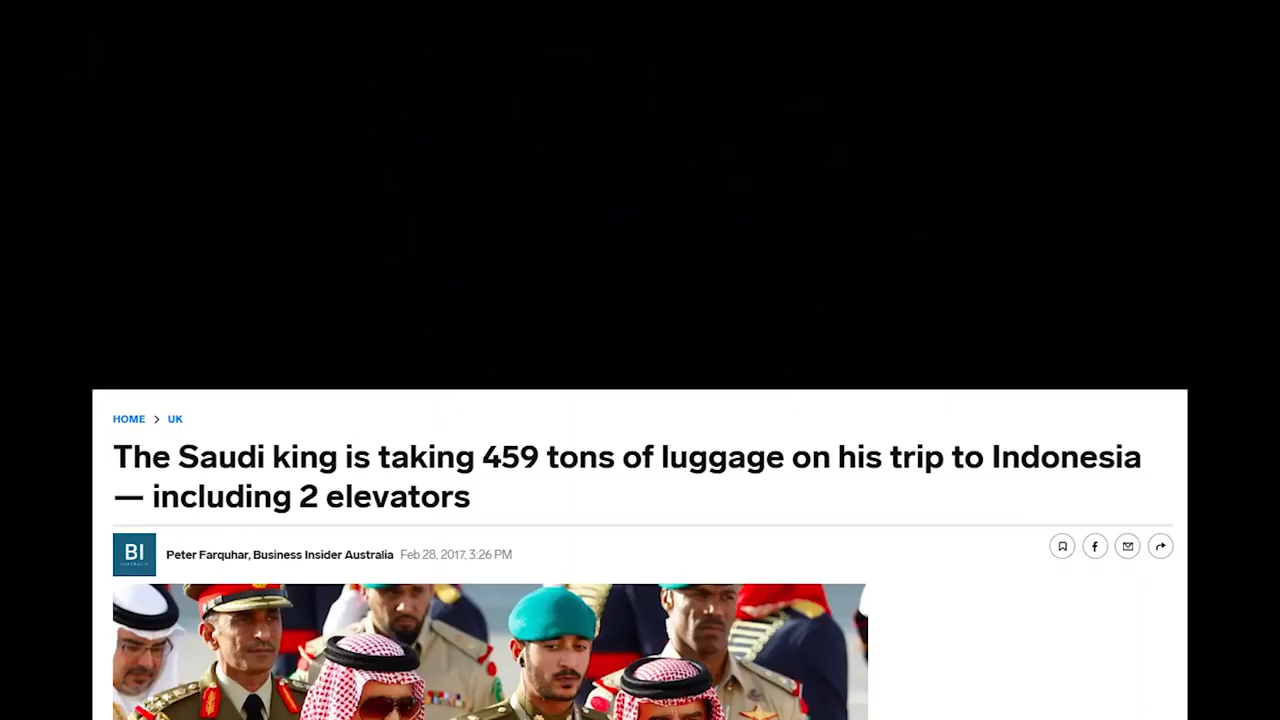 HOME > UK
The Saudi king is taking 459 tons of luggage on his trip to Indonesia
— including 2 elevators
BI
Peter Farquhar, Business Insider Australia Feb 28, 2017, 3:26 PM